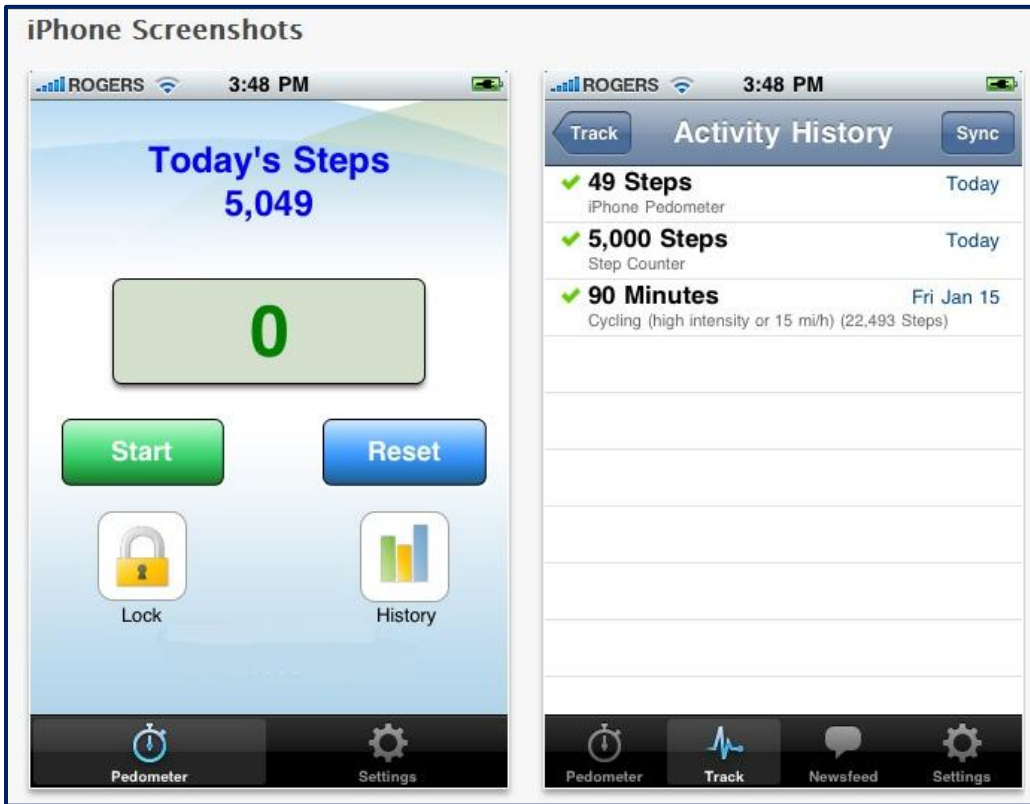 iPhone Screenshots
ROGERS 3:48 PM
Today's Steps
5,049
0
Start Reset
Lock History
Pedometer Settings
ROGERS 3:48 PM
Track Activity History Sync
49 Steps Today
iPhone Pedometer
5,000 Steps Today
Step Counter
90 Minutes Fri Jan 15
Cycling (high intensity or 15 mi/h) (22,493 Steps)
Pedometer Track Newsfeed Settings